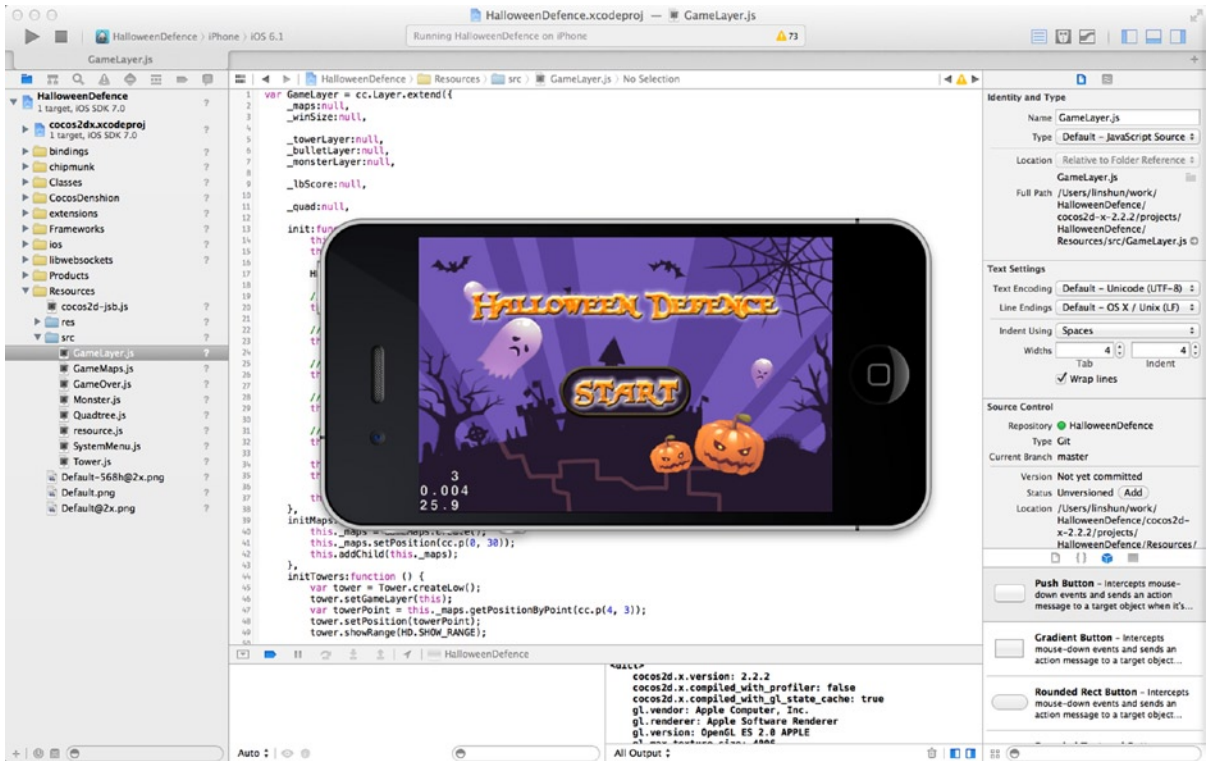 HalloweenDefence.xcodeproj — GameLayer.js
HalloweenDefence › iPhone › iOS 6.1
Running HalloweenDefence on iPhone
73
GameLayer.js
HalloweenDefence › Resources › src › GameLayer.js › No Selection
HalloweenDefence
1 target, iOS SDK 7.0
cocos2dx.xcodeproj
1 target, iOS SDK 7.0
bindings
chipmunk
Classes
CocosDenshion
extensions
Frameworks
ios
libwebsockets
Products
Resources
cocos2d-jsb.js
res
src
GameLayer.js
GameMaps.js
GameOver.js
Monster.js
Quadtree.js
resource.js
SystemMenu.js
Tower.js
Default-568h@2x.png
Default.png
Default@2x.png
var GameLayer = cc.Layer.extend({
_maps:null,
_winSize:null,
_towerLayer:null,
_bulletLayer:null,
_monsterLayer:null,
_lbScore:null,
_quad:null,
HALLOWEEN DEFENCE
START
3
0.004
25.9
},
initMaps
this._maps.setPosition(cc.p(0, 30));
this.addChild(this._maps);
},
initTowers:function () {
var tower = Tower.createLow();
tower.setGameLayer(this);
var towerPoint = this._maps.getPositionByPoint(cc.p(4, 3));
tower.setPosition(towerPoint);
tower.showRange(HD.SHOW_RANGE);
HalloweenDefence
cocos2d.x.version: 2.2.2
cocos2d.x.compiled_with_profiler: false
cocos2d.x.compiled_with_gl_state_cache: true
gl.vendor: Apple Computer, Inc.
gl.renderer: Apple Software Renderer
gl.version: OpenGL ES 2.0 APPLE
Auto
All Output
Identity and Type
Name GameLayer.js
Type Default - JavaScript Source
Location Relative to Folder Reference
GameLayer.js
Full Path /Users/linshun/work/
HalloweenDefence/
cocos2d-x-2.2.2/projects/
HalloweenDefence/
Resources/src/GameLayer.js
Text Settings
Text Encoding Default - Unicode (UTF-8)
Line Endings Default - OS X / Unix (LF)
Indent Using Spaces
Widths 4 4
Tab Indent
Wrap lines
Source Control
Repository HalloweenDefence
Type Git
Current Branch master
Version Not yet committed
Status Unversioned Add
Location /Users/linshun/work/
HalloweenDefence/cocos2d-
x-2.2.2/projects/
HalloweenDefence/Resources/
Push Button - Intercepts mouse-
down events and sends an action
message to a target object when it's...
Gradient Button - Intercepts
mouse-down events and sends an
action message to a target object...
Rounded Rect Button - Intercepts
mouse-down events and sends an
action message to a target object...